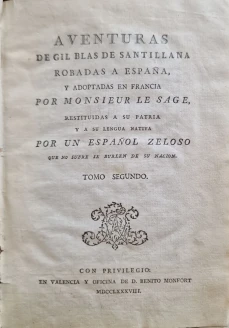 AVENTURAS
DE GIL BLAS DE SANTILLANA
ROBADAS A ESPAÑA,
Y ADOPTADAS EN FRANCIA
POR MONSIEUR LE SAGE,
RESTITUIDAS A SU PATRIA
Y A SU LENGUA NATIVA
POR UN ESPAÑOL ZELOSO
QUE NO SUFRE SE BURLEN DE SU NACION.
TOMO SEGUNDO.
CON PRIVILEGIO:
EN VALENCIA Y OFICINA DE D. BENITO MONFORT
MDCCLXXXVIII.